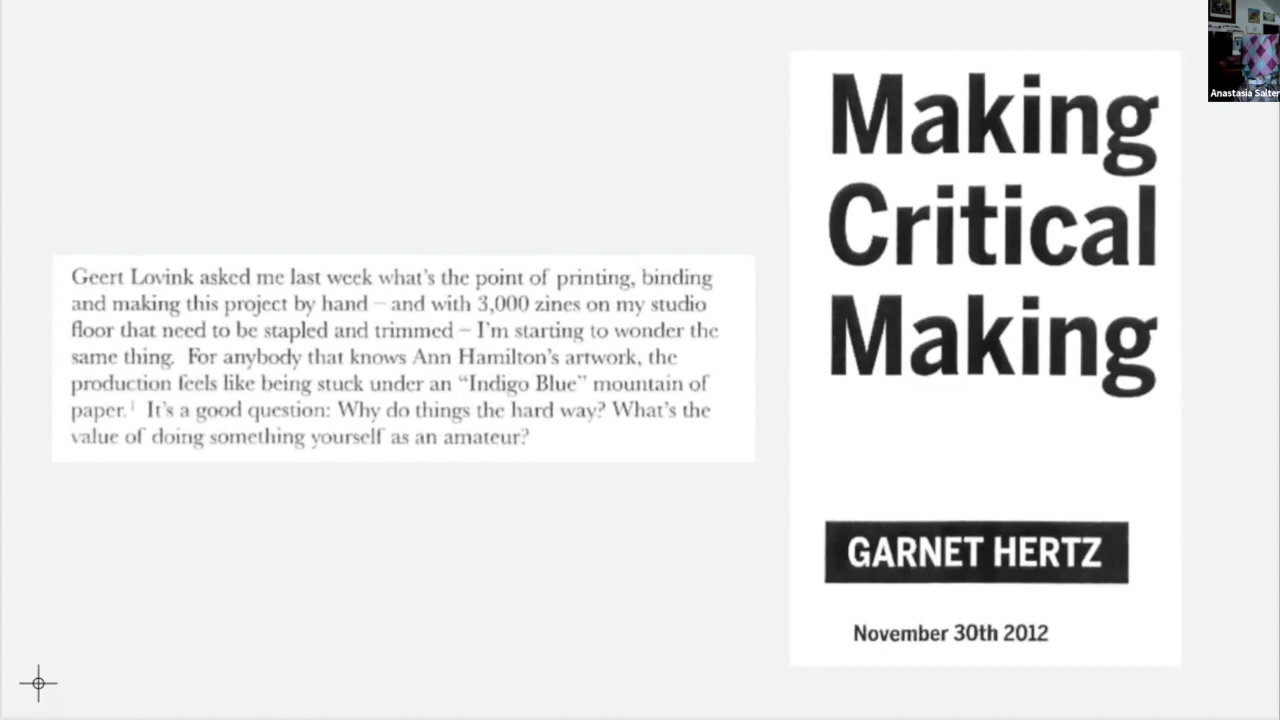 Geert Lovink asked me last week what's the point of printing, binding
and making this project by hand – and with 3,000 zines on my studio
floor that need to be stapled and trimmed – I'm starting to wonder the
same thing. For anybody that knows Ann Hamilton's artwork, the
production feels like being stuck under an “Indigo Blue” mountain of
paper.¹ It's a good question: Why do things the hard way? What's the
value of doing something yourself as an amateur?
Making
Critical
Making
GARNET HERTZ
November 30th 2012
Anastasia Salter